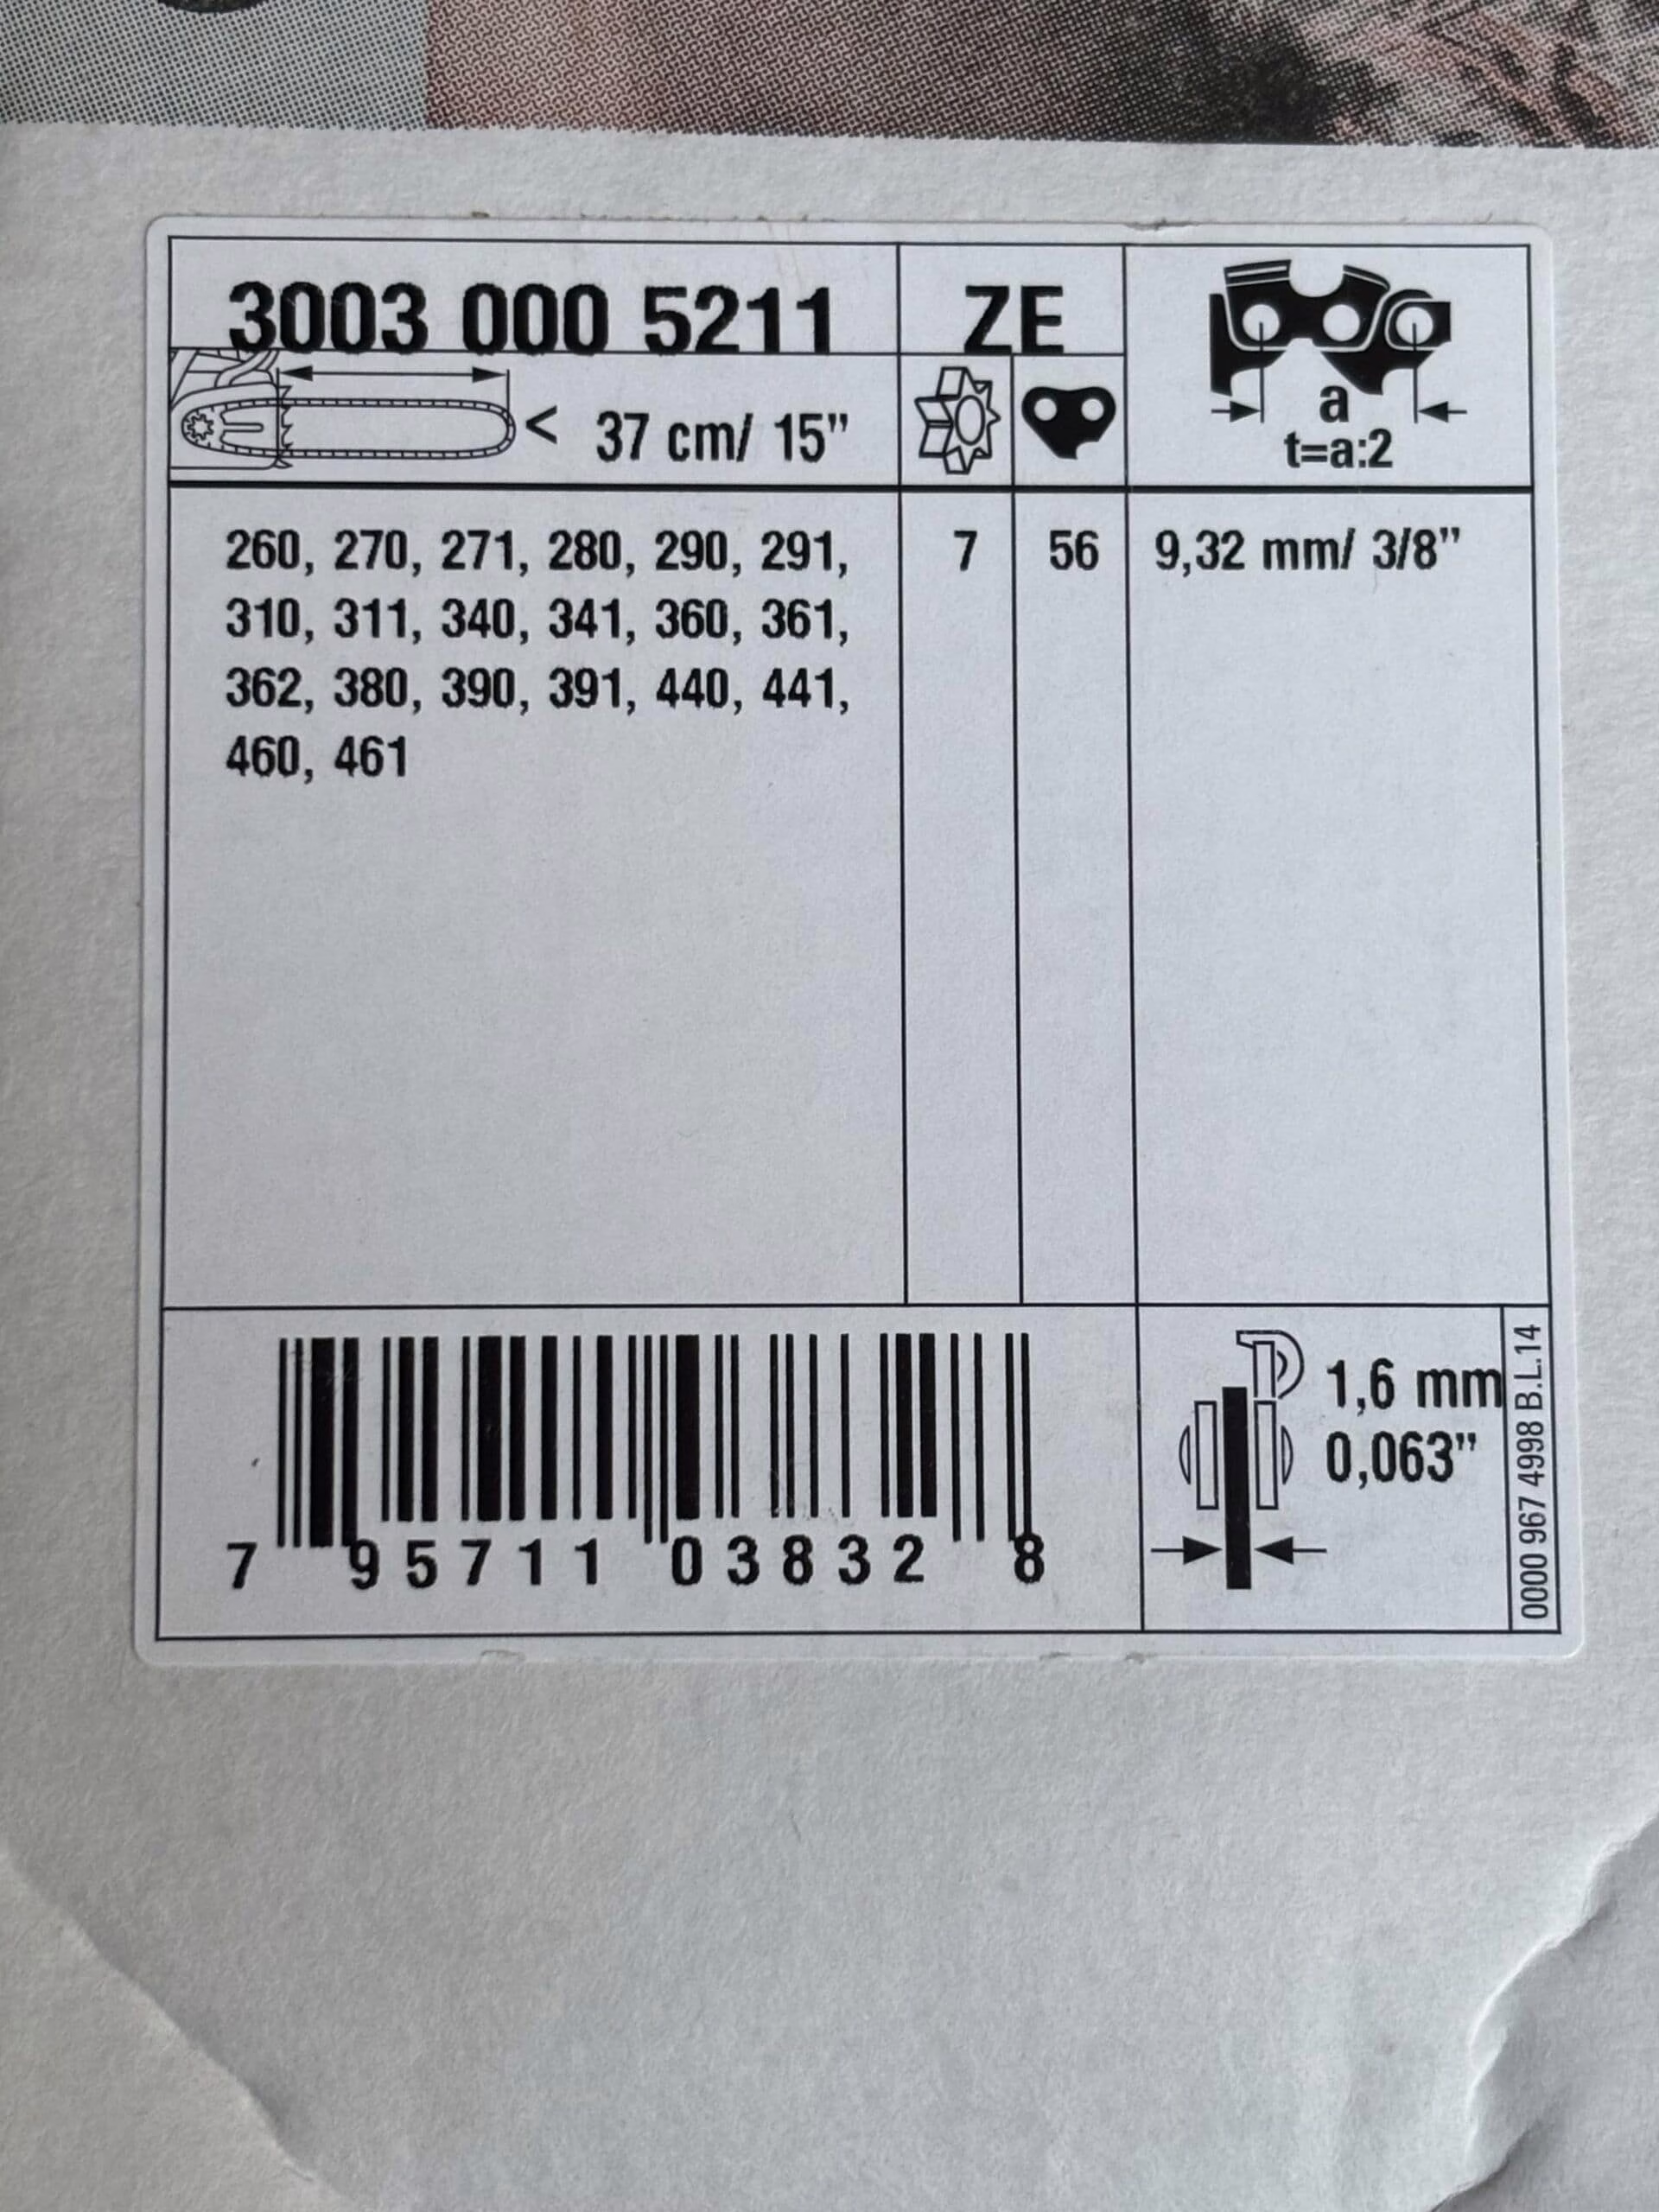 3003 000 5211
ZE
a
t=a:2
< 37 cm/ 15”
260, 270, 271, 280, 290, 291,
310, 311, 340, 341, 360, 361,
362, 380, 390, 391, 440, 441,
460, 461
7
56
9,32 mm/ 3/8”
7 95711 03832 8
1,6 mm
0,063”
0000 967 4998 B.L.14